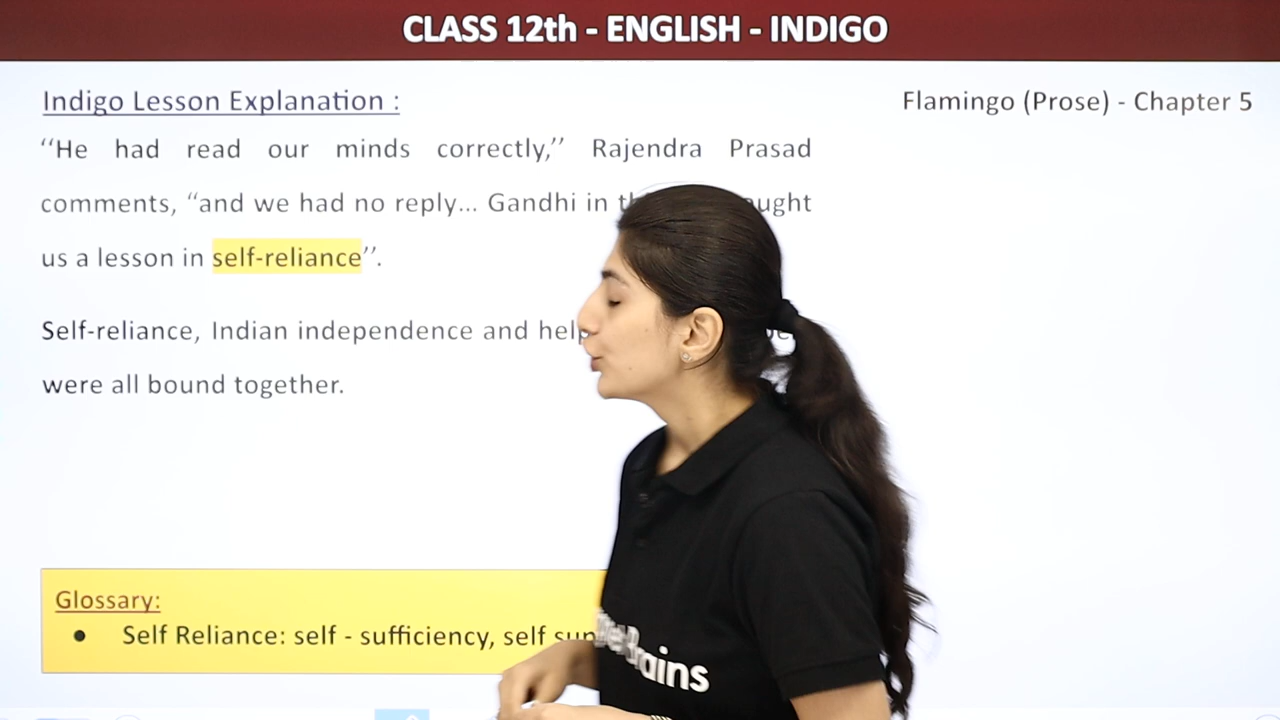 CLASS 12th - ENGLISH - INDIGO
Indigo Lesson Explanation :
Flamingo (Prose) - Chapter 5
‘‘He had read our minds correctly,’’ Rajendra Prasad
comments, “and we had no reply... Gandhi in
us a lesson in self-reliance’’.
Self-reliance, Indian independence and
were all bound together.
Glossary:
● Self Reliance: self - sufficiency, self